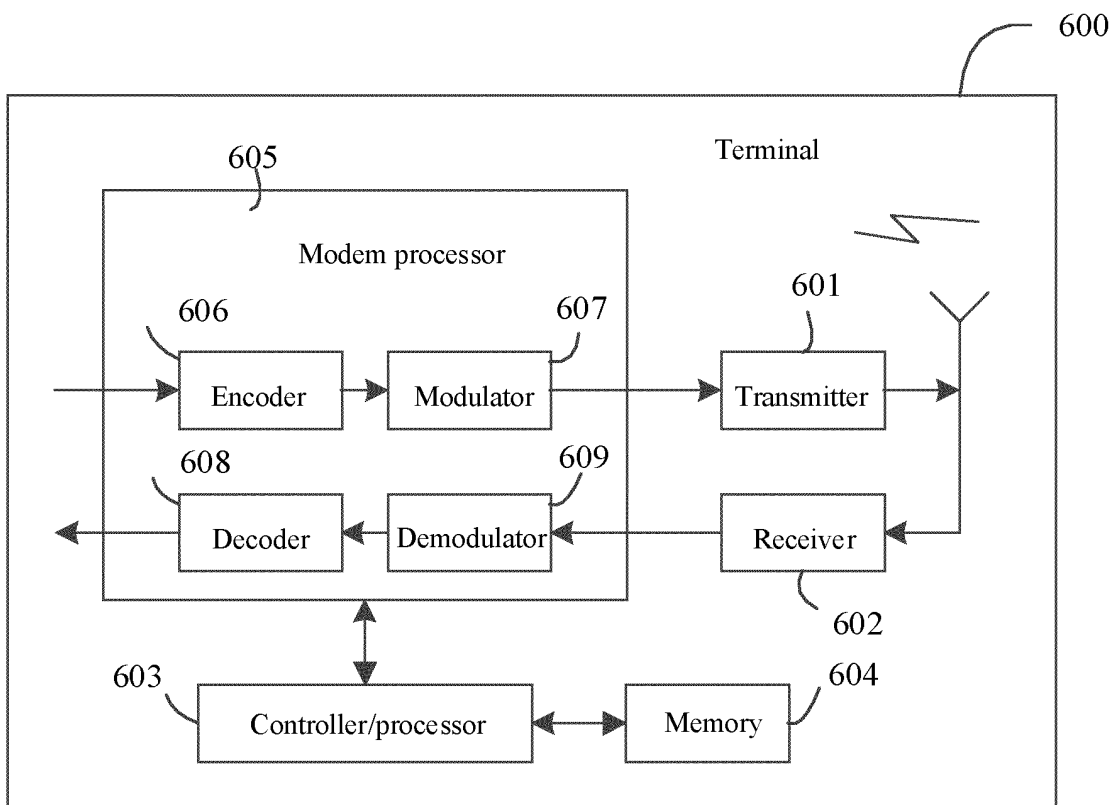 600
Terminal
605
Modem processor
606
607
601
Encoder
Modulator
Transmitter
608
609
Decoder
Demodulator
Receiver
602
603
604
Controller/processor
Memory